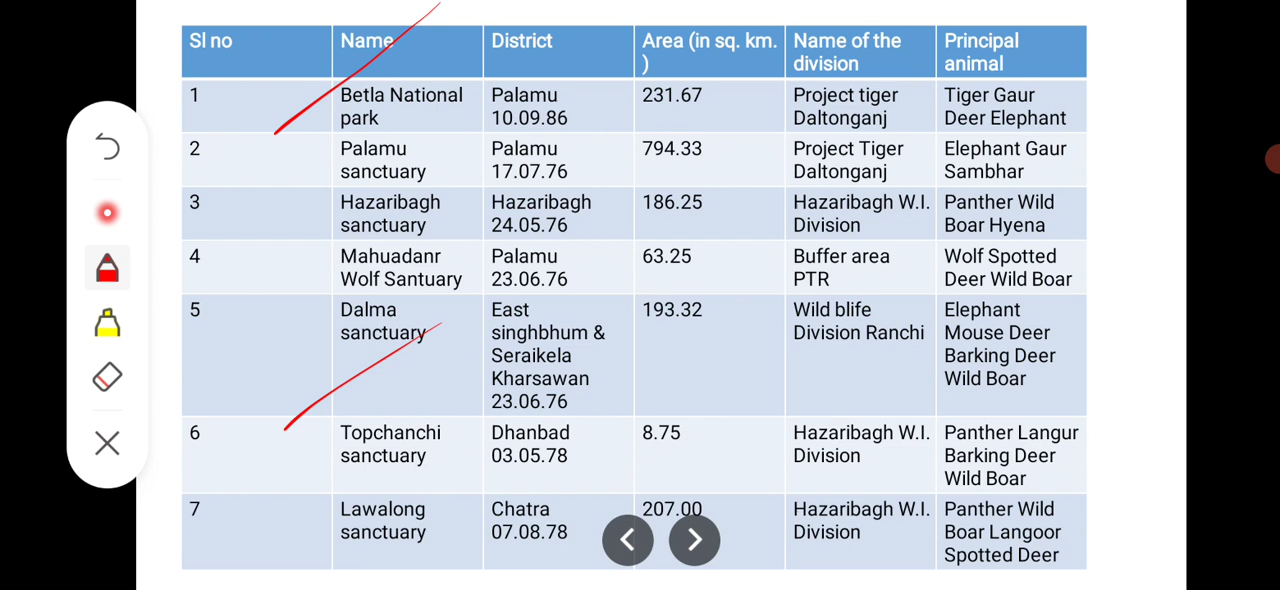 Sl no
Name
District
Area (in sq. km.
)
Name of the
division
Principal
animal
1
Betla National
park
Palamu
10.09.86
231.67
Project tiger
Daltonganj
Tiger Gaur
Deer Elephant
2
Palamu
sanctuary
Palamu
17.07.76
794.33
Project Tiger
Daltonganj
Elephant Gaur
Sambhar
3
Hazaribagh
sanctuary
Hazaribagh
24.05.76
186.25
Hazaribagh W.I.
Division
Panther Wild
Boar Hyena
4
Mahuadanr
Wolf Santuary
Palamu
23.06.76
63.25
Buffer area
PTR
Wolf Spotted
Deer Wild Boar
5
Dalma
sanctuary
East
singhbhum &
Seraikela
Kharsawan
23.06.76
193.32
Wild blife
Division Ranchi
Elephant
Mouse Deer
Barking Deer
Wild Boar
6
Topchanchi
sanctuary
Dhanbad
03.05.78
8.75
Hazaribagh W.I.
Division
Panther Langur
Barking Deer
Wild Boar
7
Lawalong
sanctuary
Chatra
07.08.78
207.00
Hazaribagh W.I.
Division
Panther Wild
Boar Langoor
Spotted Deer